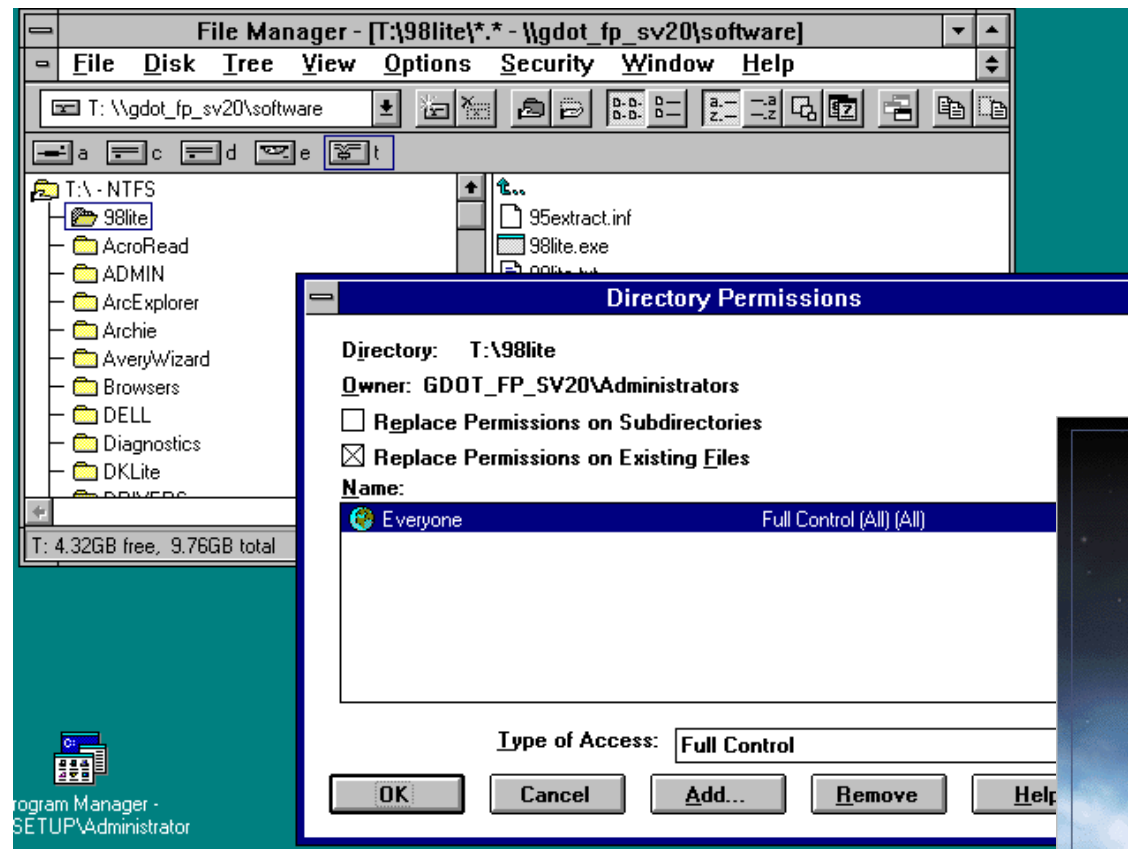 File Manager - [T:\98lite\*.* - \\gdot_fp_sv20\software]
File Disk Tree View Options Security Window Help
T: \\gdot_fp_sv20\software
a c d e t
T:\ - NTFS
98lite
AcroRead
ADMIN
ArcExplorer
Archie
AveryWizard
Browsers
DELL
Diagnostics
DKLite
DRIVERS
95extract.inf
98lite.exe
98lite.txt
T: 4.32GB free, 9.76GB total
Directory Permissions
Directory: T:\98lite
Owner: GDOT_FP_SV20\Administrators
Replace Permissions on Subdirectories
Replace Permissions on Existing Files
Name:
Everyone Full Control (All) (All)
Type of Access: Full Control
OK Cancel Add... Remove Help
rogram Manager -
SETUP\Administrator